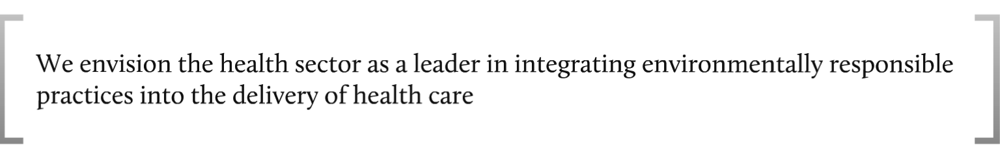 We envision the health sector as a leader in integrating environmentally responsible
practices into the delivery of health care